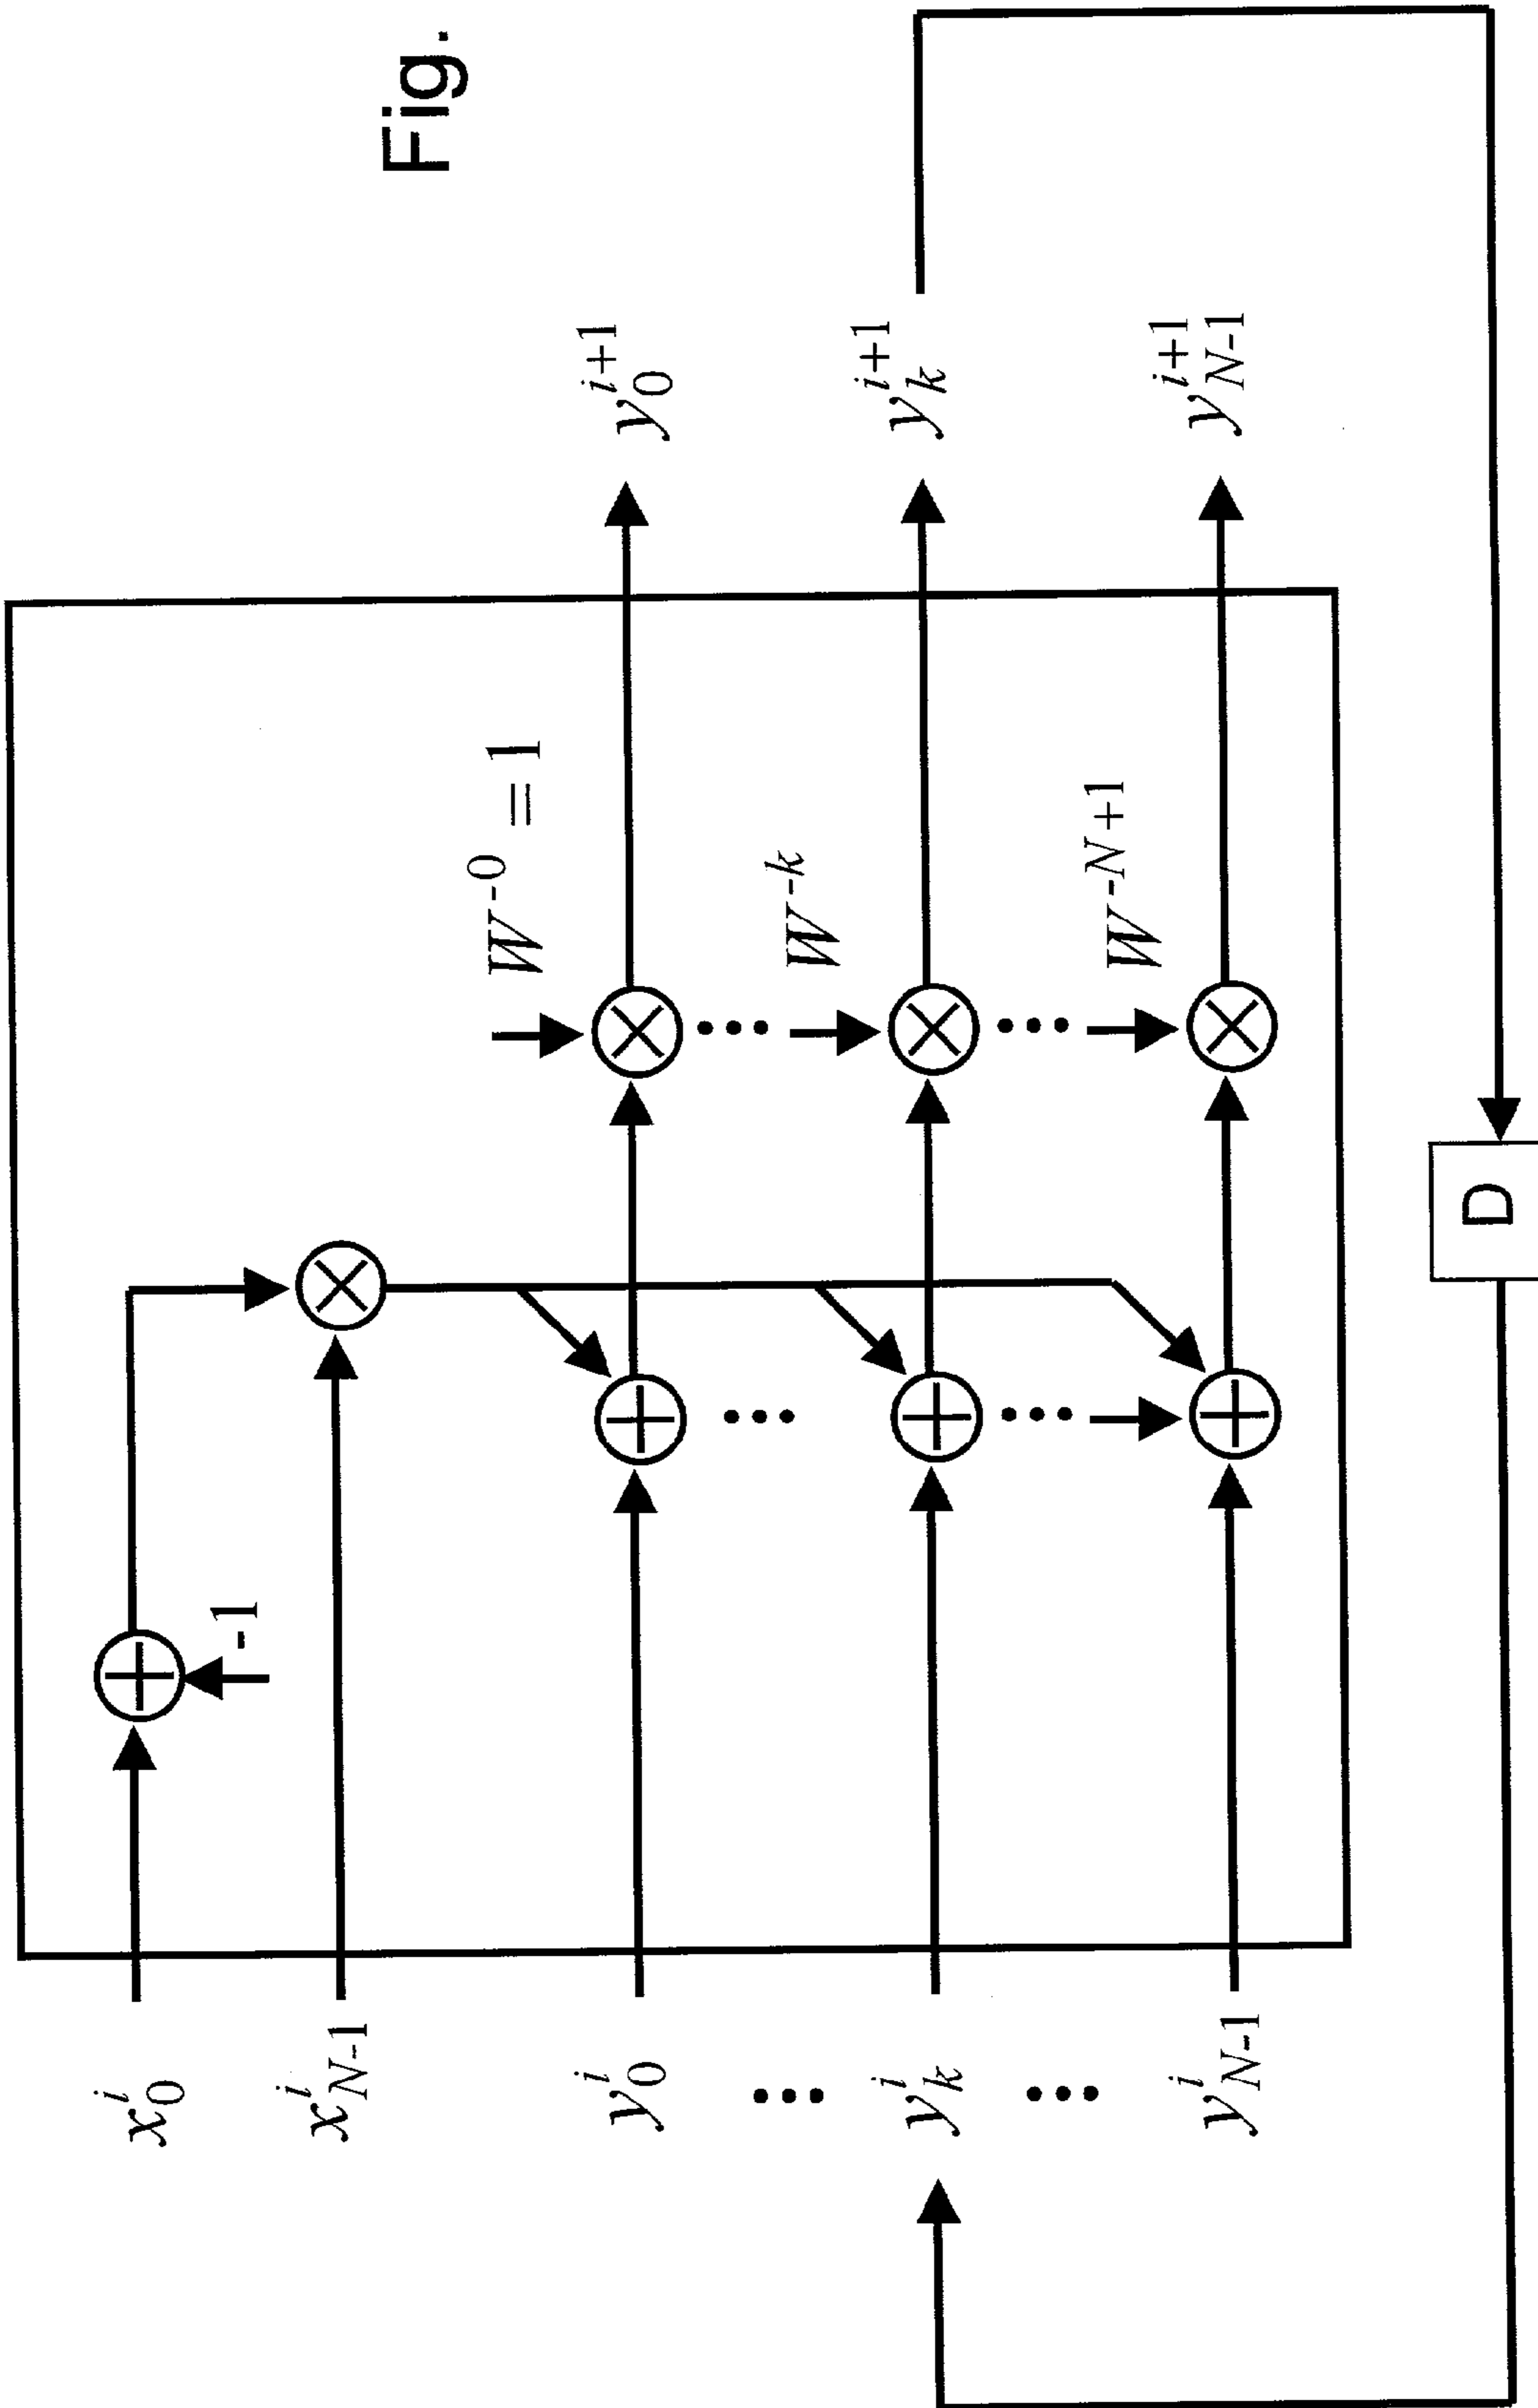 Fig.
x_0^i
-1
x_{N-1}^i
W^{-0} = 1
y_0^i
y_0^{i+1}
...
...
...
W^{-k}
y_k^i
y_k^{i+1}
...
...
...
W^{-N+1}
y_{N-1}^i
y_{N-1}^{i+1}
D